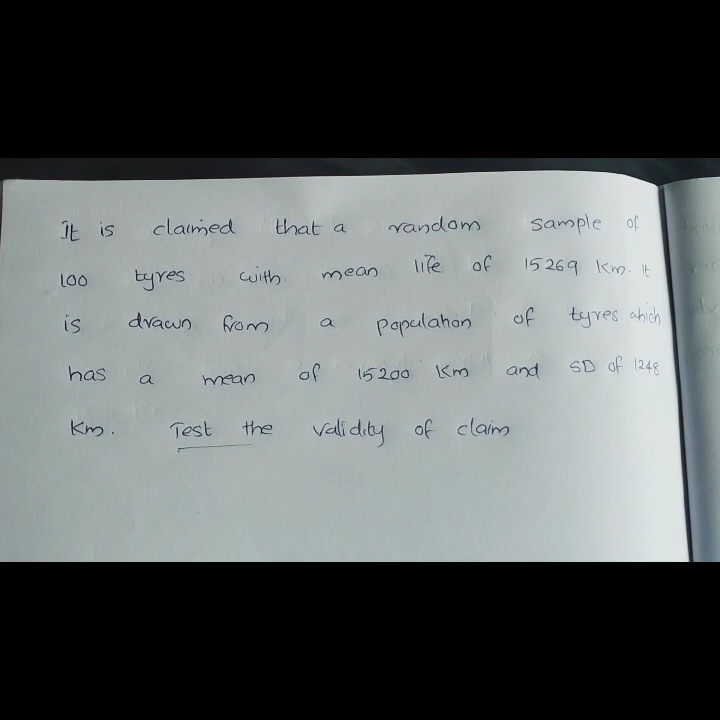 It is claimed that a random sample of
100 tyres with mean life of 15269 Km. It
is drawn from a population of tyres which
has a mean of 15200 Km and SD of 1248
Km. Test the validity of claim